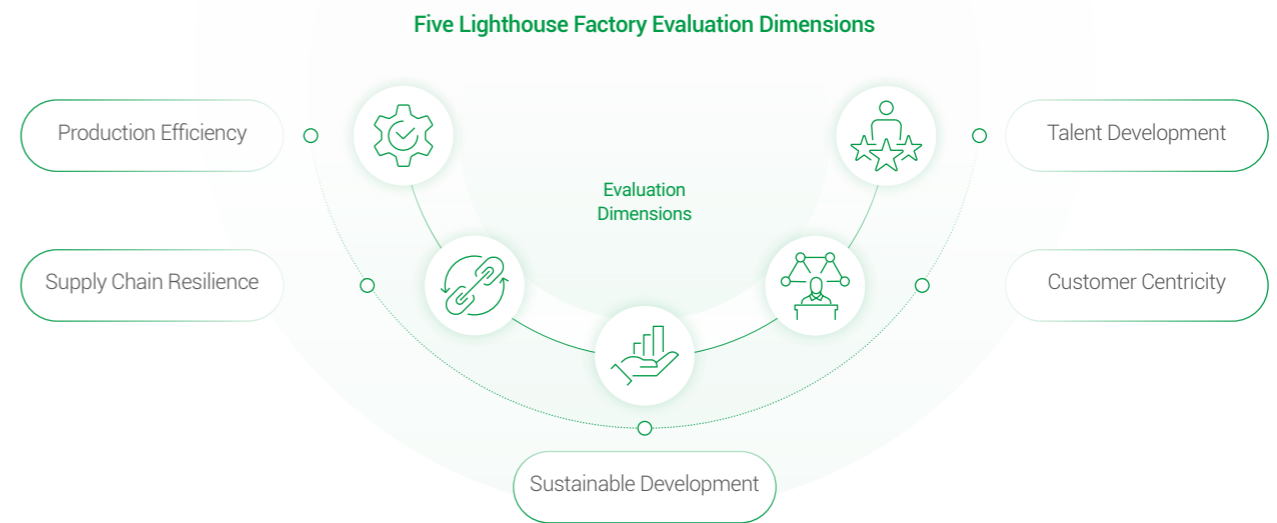 Five Lighthouse Factory Evaluation Dimensions
Production Efficiency
Talent Development
Evaluation
Dimensions
Supply Chain Resilience
Customer Centricity
Sustainable Development